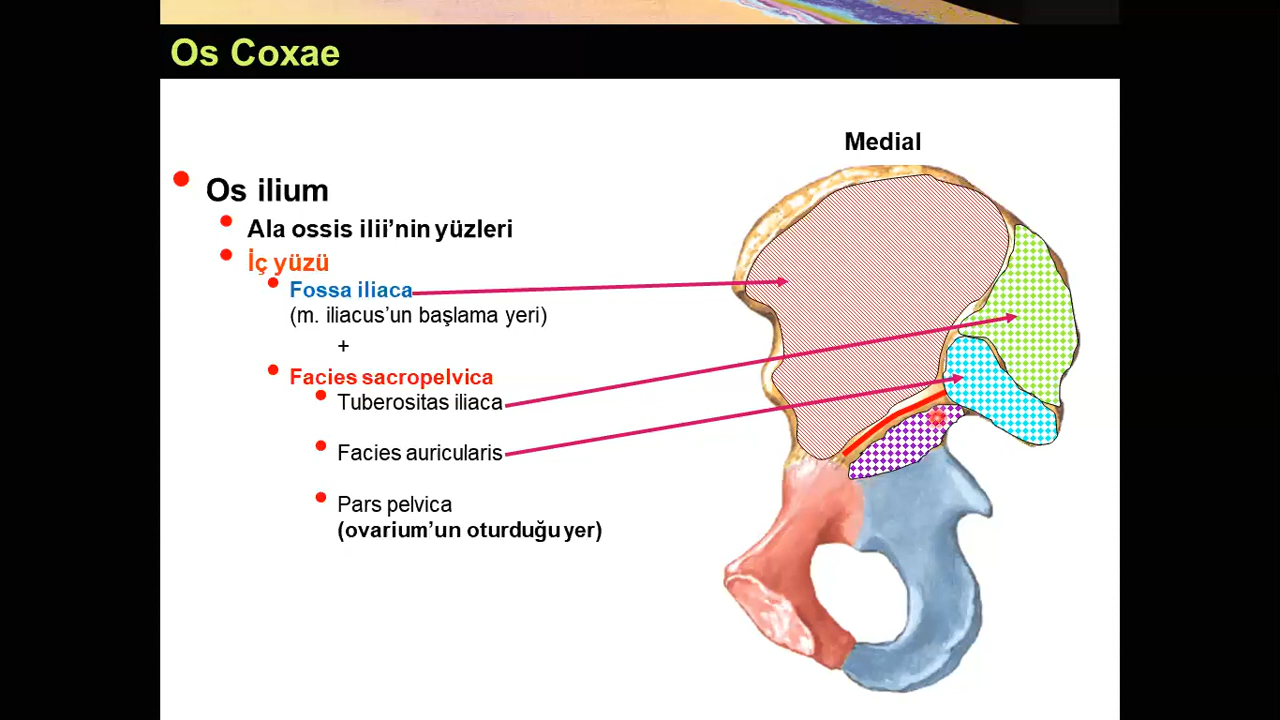 Os Coxae
Medial
Os ilium
Ala ossis ilii’nin yüzleri
İç yüzü
Fossa iliaca
(m. iliacus’un başlama yeri)
+
Facies sacropelvica
Tuberositas iliaca
Facies auricularis
Pars pelvica
(ovarium’un oturduğu yer)